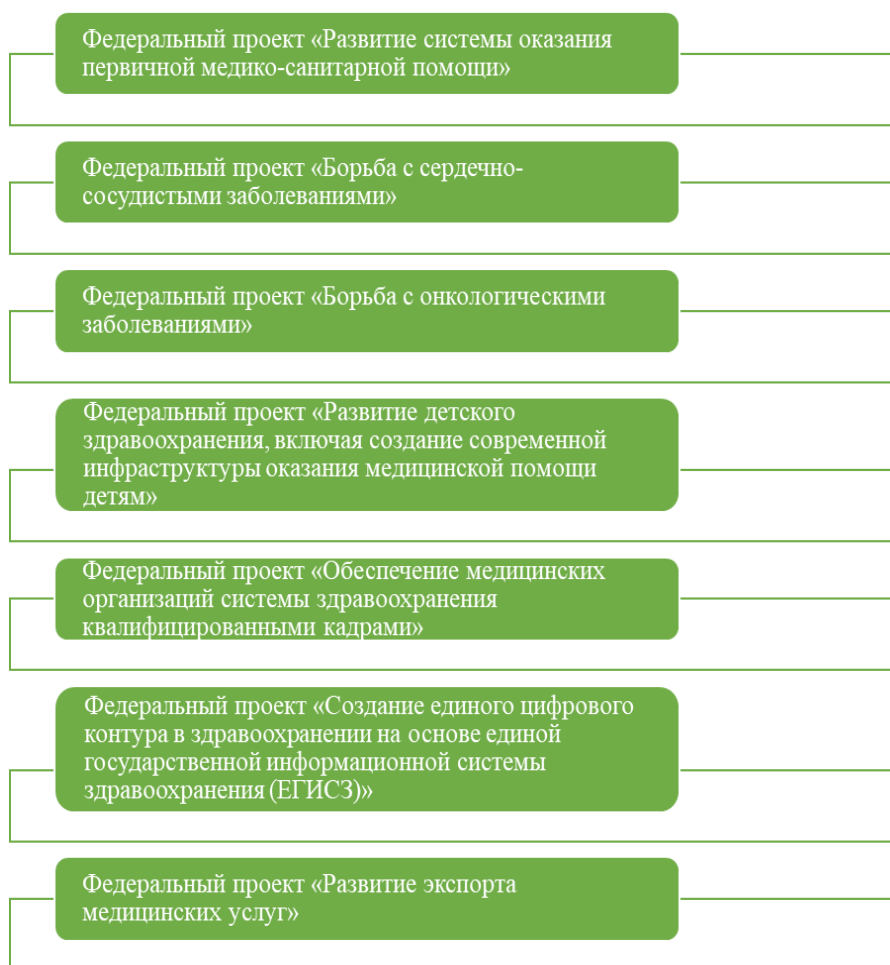 Федеральный проект «Развитие системы оказания
первичной медико-санитарной помощи»
Федеральный проект «Борьба с сердечно-
сосудистыми заболеваниями»
Федеральный проект «Борьба с онкологическими
заболеваниями»
Федеральный проект «Развитие детского
здравоохранения, включая создание современной
инфраструктуры оказания медицинской помощи
детям»
Федеральный проект «Обеспечение медицинских
организаций системы здравоохранения
квалифицированными кадрами»
Федеральный проект «Создание единого цифрового
контура в здравоохранении на основе единой
государственной информационной системы
здравоохранения (ЕГИСЗ)»
Федеральный проект «Развитие экспорта
медицинских услуг»